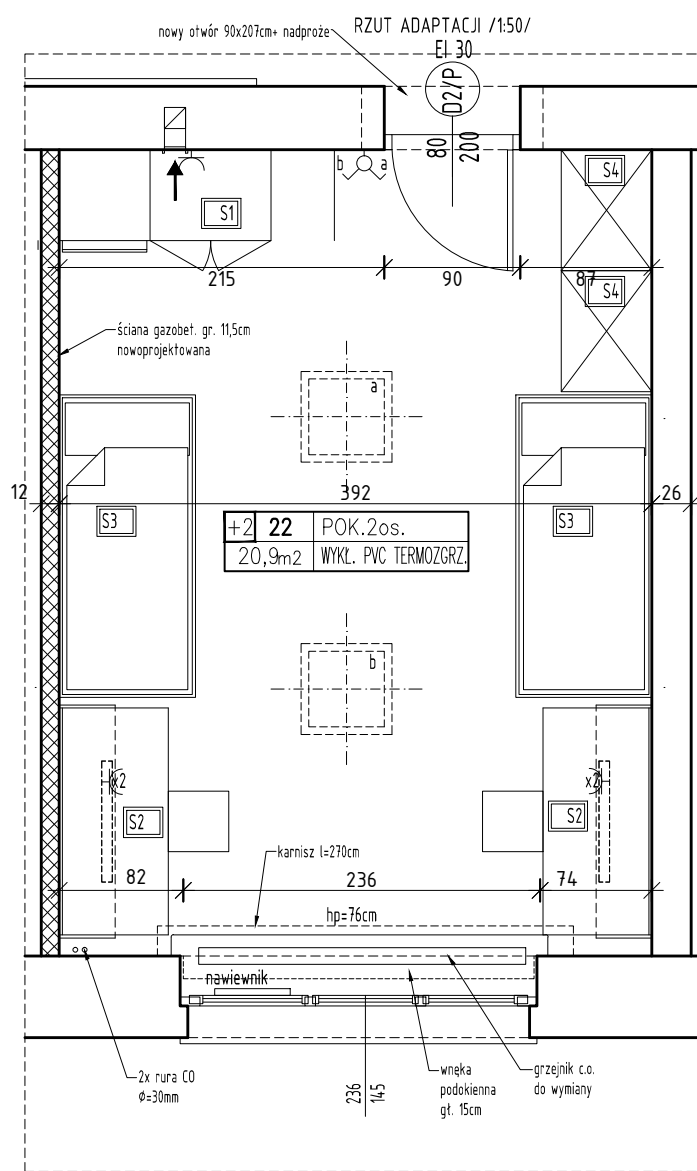 RZUT ADAPTACJI /1:50/
nowy otwór 90x207cm+ nadproże
EI 30
D2/P
80
200
b a
S1
S4
215
90
87
S4
ściana gazobet. gr. 11,5cm
nowoprojektowana
a
12
392
26
S3
S3
+2 22 POK.2os.
20,9m2 WYKŁ. PVC TERMOZGRZ.
b
x2
x2
S2
S2
karnisz l=270cm
82
236
74
hp=76cm
nawiewnik
2x rura CO
Ø=30mm
236
145
wnęka
podokienna
gł. 15cm
grzejnik c.o.
do wymiany